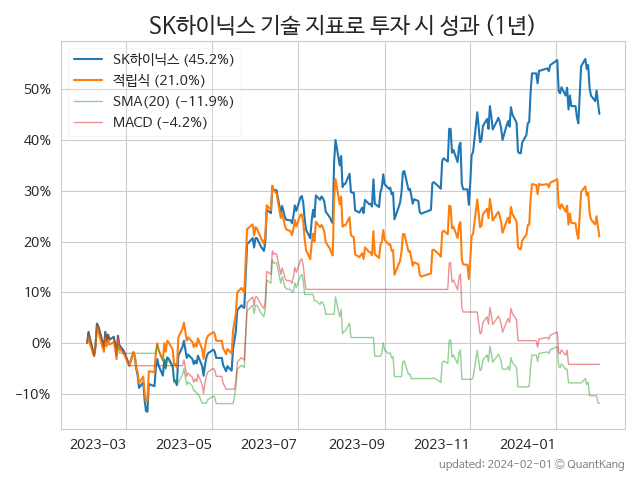 SK하이닉스 기술 지표로 투자 시 성과 (1년)
SK하이닉스 (45.2%)
적립식 (21.0%)
SMA(20) (−11.9%)
MACD (−4.2%)
50%
40%
30%
20%
10%
0%
−10%
2023-03 2023-05 2023-07 2023-09 2023-11 2024-01
updated: 2024-02-01 © QuantKang